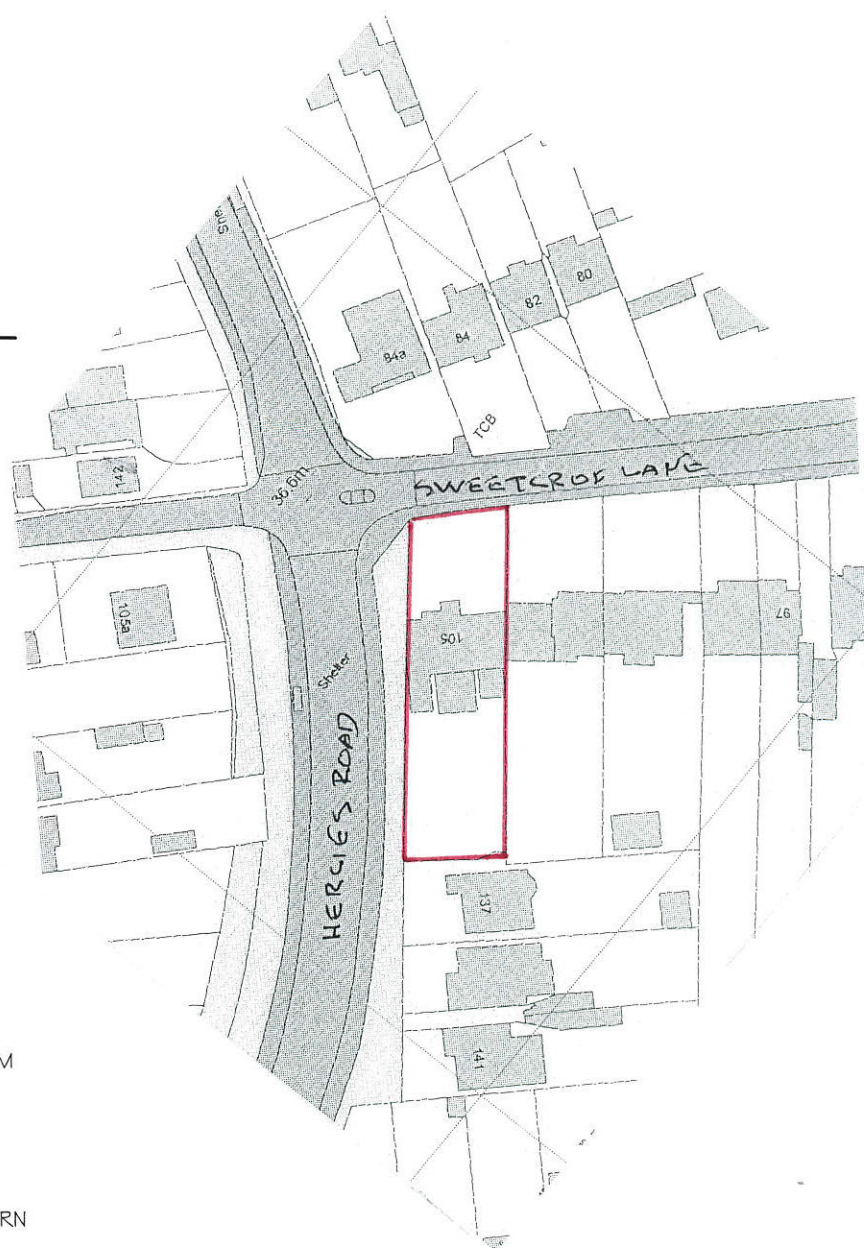 80
82
84
84a
TCB
142
36.6m
SWEETCROF LANE
105a
105
97
Shelter
HERCIES ROAD
137
141
M
RN